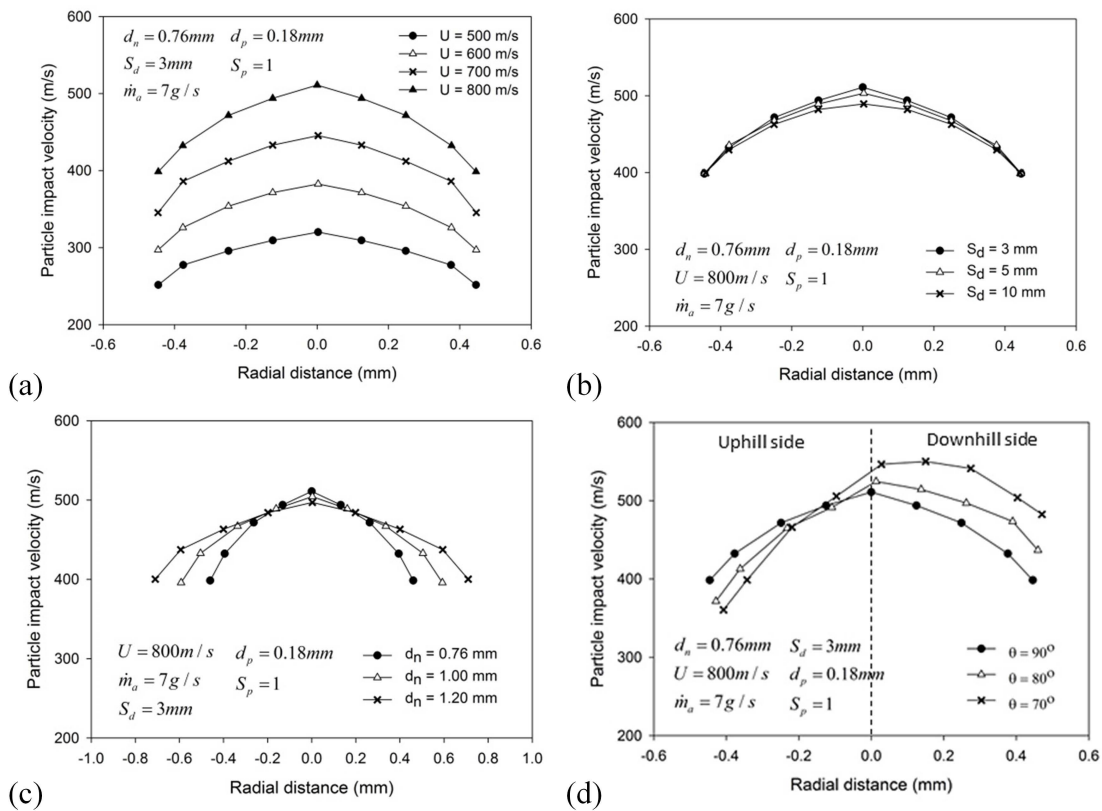 600
500
400
300
200
Particle impact velocity (m/s)
d_n = 0.76mm d_p = 0.18mm
S_d = 3mm S_p = 1
ṁ_a = 7g / s
U = 500 m/s
U = 600 m/s
U = 700 m/s
U = 800 m/s
-0.6 -0.4 -0.2 0.0 0.2 0.4 0.6
Radial distance (mm)
(a)
600
500
400
300
200
Particle impact velocity (m/s)
d_n = 0.76mm d_p = 0.18mm
U = 800m / s S_p = 1
ṁ_a = 7g / s
S_d = 3 mm
S_d = 5 mm
S_d = 10 mm
-0.6 -0.4 -0.2 0.0 0.2 0.4 0.6
Radial distance (mm)
(b)
600
500
400
300
200
Particle impact velocity (m/s)
U = 800m / s d_p = 0.18mm
ṁ_a = 7g / s S_p = 1
S_d = 3mm
d_n = 0.76 mm
d_n = 1.00 mm
d_n = 1.20 mm
-1.0 -0.8 -0.6 -0.4 -0.2 0.0 0.2 0.4 0.6 0.8 1.0
Radial distance (mm)
(c)
600
500
400
300
200
Particle impact velocity (m/s)
Uphill side Downhill side
d_n = 0.76mm S_d = 3mm
U = 800m / s d_p = 0.18mm
ṁ_a = 7g / s S_p = 1
θ = 90°
θ = 80°
θ = 70°
-0.6 -0.4 -0.2 0.0 0.2 0.4 0.6
Radial distance (mm)
(d)